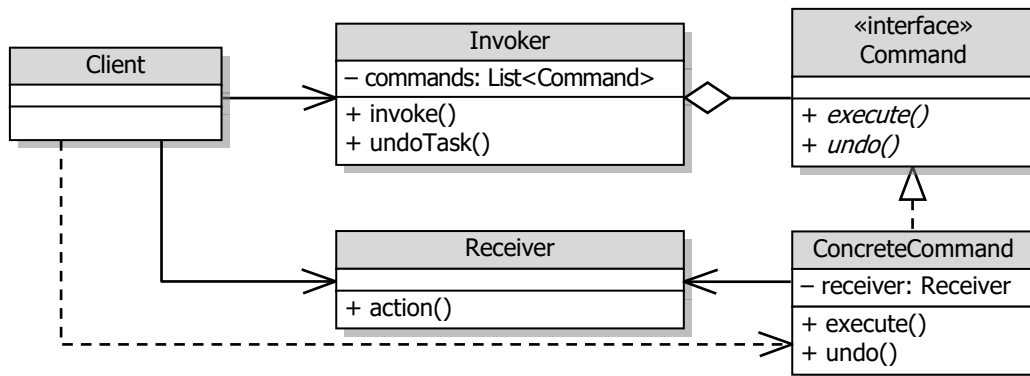 Client
Invoker
– commands: List<Command>
+ invoke()
+ undoTask()
«interface»
Command
+ execute()
+ undo()
Receiver
+ action()
ConcreteCommand
– receiver: Receiver
+ execute()
+ undo()